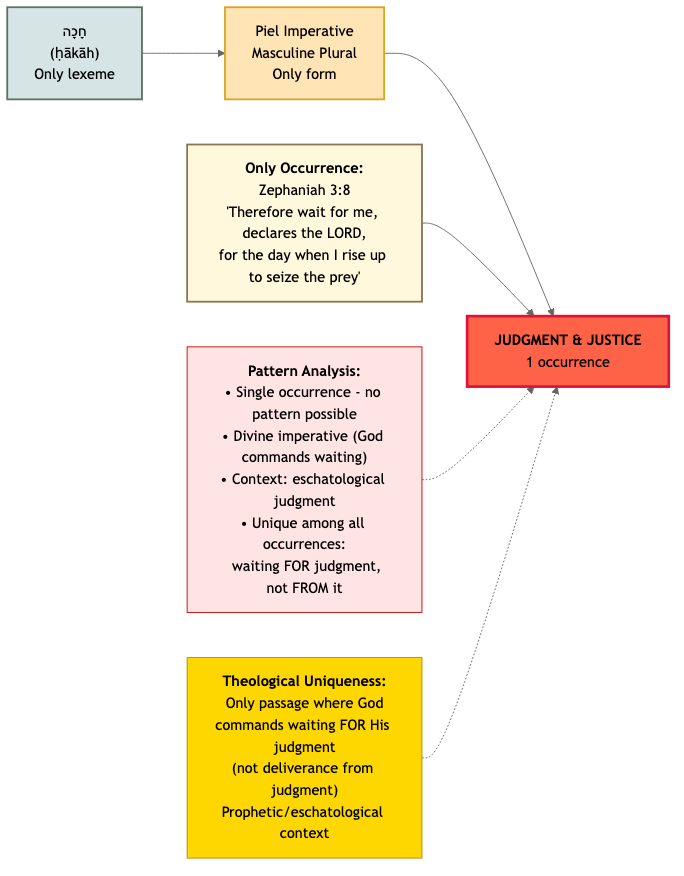 חָכָה
(ḥākāh)
Only lexeme
Piel Imperative
Masculine Plural
Only form
Only Occurrence:
Zephaniah 3:8
'Therefore wait for me,
declares the LORD,
for the day when I rise up
to seize the prey'
JUDGMENT & JUSTICE
1 occurrence
Pattern Analysis:
• Single occurrence - no
pattern possible
• Divine imperative (God
commands waiting)
• Context: eschatological
judgment
• Unique among all
occurrences:
waiting FOR judgment,
not FROM it
Theological Uniqueness:
Only passage where God
commands waiting FOR His
judgment
(not deliverance from
judgment)
Prophetic/eschatological
context